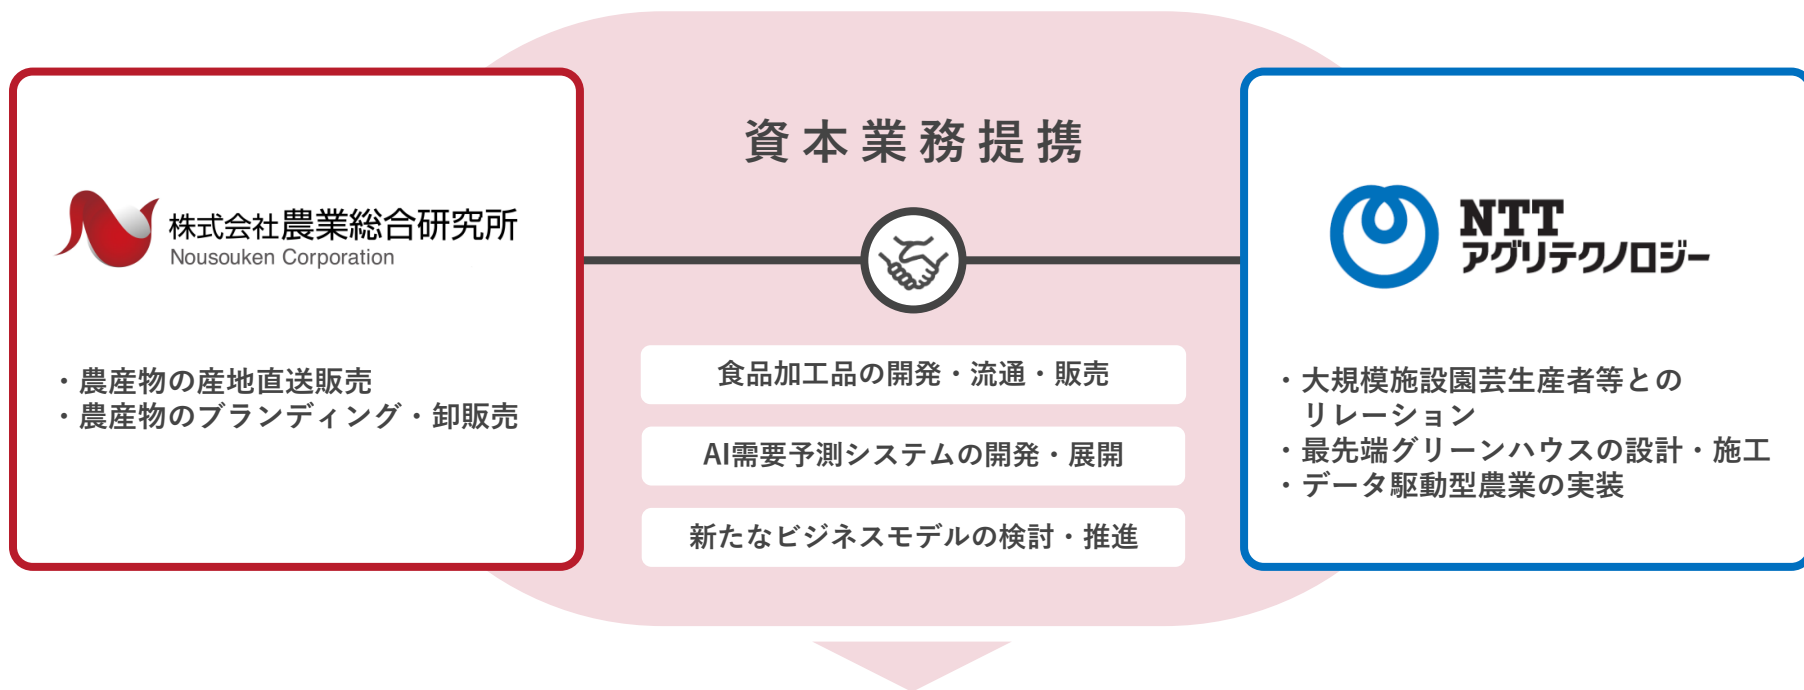 資本業務提携
株式会社農業総合研究所
Nousouken Corporation
・農産物の産地直送販売
・農産物のブランディング・卸販売
食品加工品の開発・流通・販売
AI需要予測システムの開発・展開
新たなビジネスモデルの検討・推進
NTT
アグリテクノロジー
・大規模施設園芸生産者等との
リレーション
・最先端グリーンハウスの設計・施工
・データ駆動型農業の実装